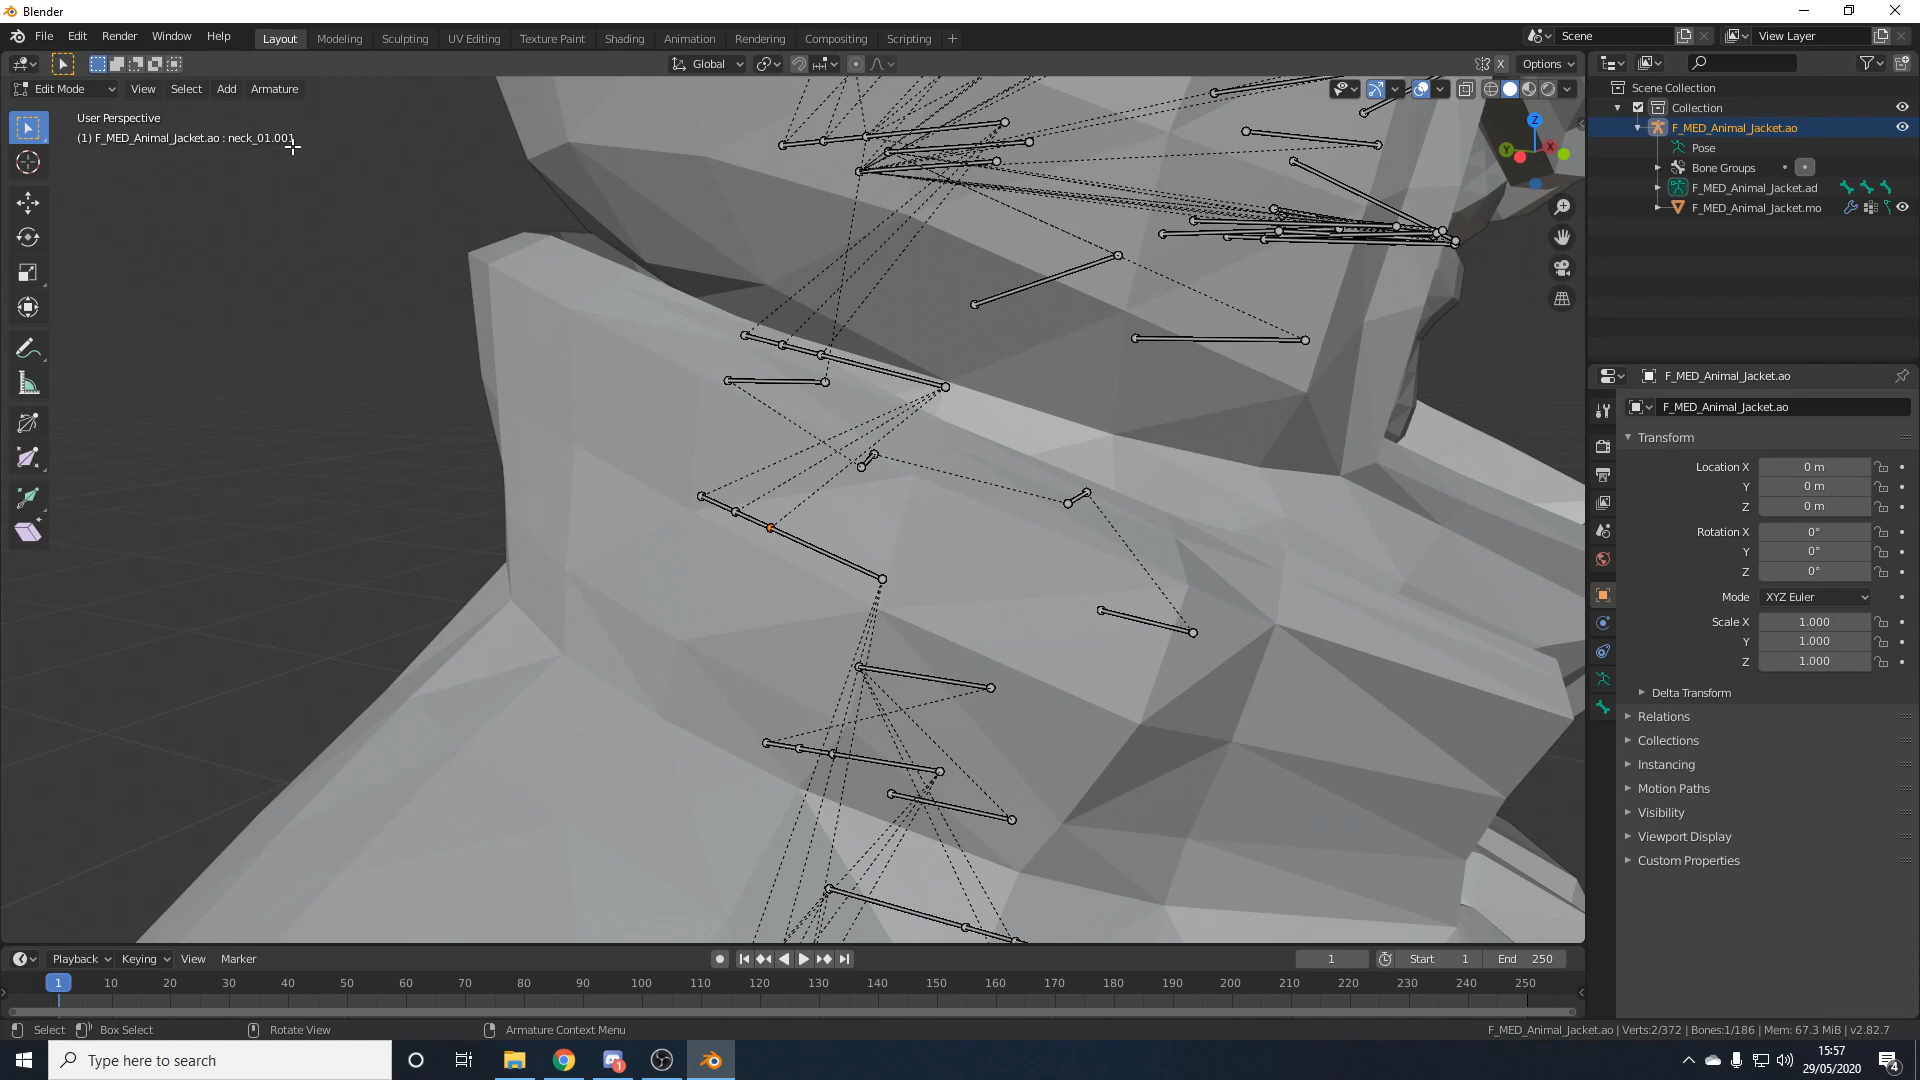 Blender
File Edit Render Window Help
Layout Modeling Sculpting UV Editing Texture Paint Shading Animation Rendering Compositing Scripting +
Scene
View Layer
Global
X
Options
Edit Mode View Select Add Armature
User Perspective
(1) F_MED_Animal_Jacket.ao : neck_01.001
Z
Y
X
Scene Collection
Collection
F_MED_Animal_Jacket.ao
Pose
Bone Groups
F_MED_Animal_Jacket.ad
F_MED_Animal_Jacket.mo
F_MED_Animal_Jacket.ao
F_MED_Animal_Jacket.ao
Transform
Location X 0 m
Y 0 m
Z 0 m
Rotation X 0°
Y 0°
Z 0°
Mode XYZ Euler
Scale X 1.000
Y 1.000
Z 1.000
Delta Transform
Relations
Collections
Instancing
Motion Paths
Visibility
Viewport Display
Custom Properties
Playback Keying View Marker
1 Start 1 End 250
1 10 20 30 40 50 60 70 80 90 100 110 120 130 140 150 160 170 180 190 200 210 220 230 240 250
Select Box Select Rotate View Armature Context Menu
F_MED_Animal_Jacket.ao | Verts:2/372 | Bones:1/186 | Mem: 67.3 MiB | v2.82.7
Type here to search
1
15:57
29/05/2020
4